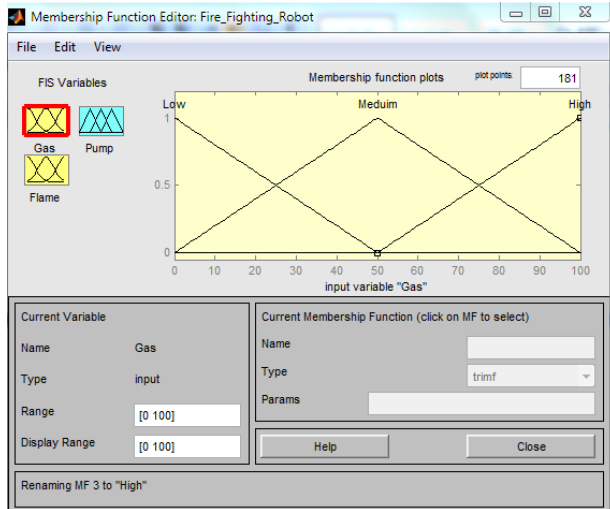 Membership Function Editor: Fire_Fighting_Robot
File Edit View
FIS Variables
Gas Pump
Flame
Membership function plots plot points: 181
Low Meduim High
1
0.5
0
0 10 20 30 40 50 60 70 80 90 100
input variable "Gas"
Current Variable
Name Gas
Type input
Range [0 100]
Display Range [0 100]
Current Membership Function (click on MF to select)
Name
Type trimf
Params
Help Close
Renaming MF 3 to "High"